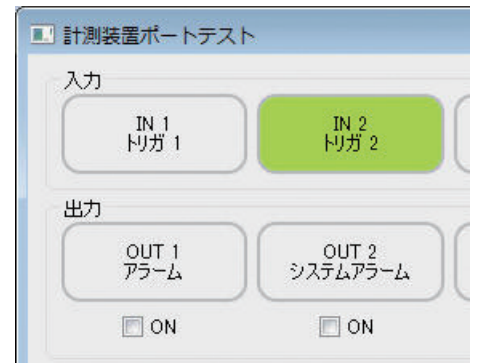 計測装置ポートテスト
入力
IN 1
トリガ 1
IN 2
トリガ 2
出力
OUT 1
アラーム
OUT 2
システムアラーム
ON
ON